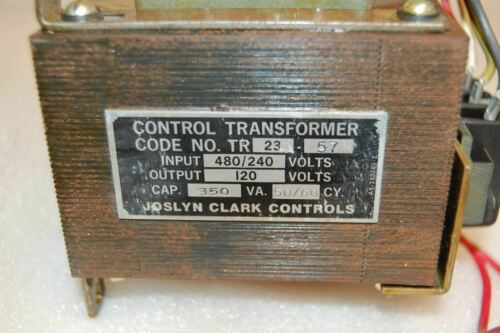 CONTROL TRANSFORMER
CODE NO. TR 23 - 57
INPUT 480/240 VOLTS
OUTPUT 120 VOLTS
CAP. 350 VA. 50/60 CY.
JOSLYN CLARK CONTROLS